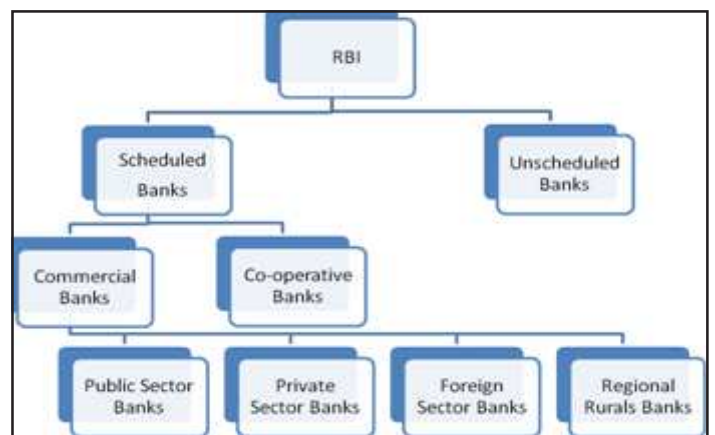 RBI
Scheduled
Banks
Unscheduled
Banks
Commercial
Banks
Co-operative
Banks
Public Sector
Banks
Private
Sector Banks
Foreign
Sector Banks
Regional
Rurals Banks